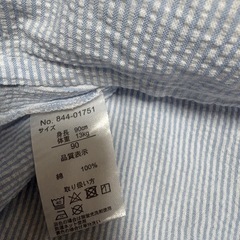 No. 844-01751
サイズ 身長 90cm
体重 13kg
90
品質表示
綿 100%
取り扱い方